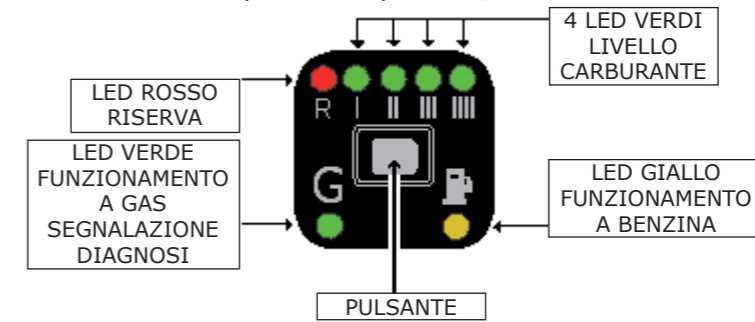 4 LED VERDI
LIVELLO
CARBURANTE
LED ROSSO
RISERVA
R I II III IIII
LED VERDE
FUNZIONAMENTO
A GAS
SEGNALAZIONE
DIAGNOSI
G
LED GIALLO
FUNZIONAMENTO
A BENZINA
PULSANTE